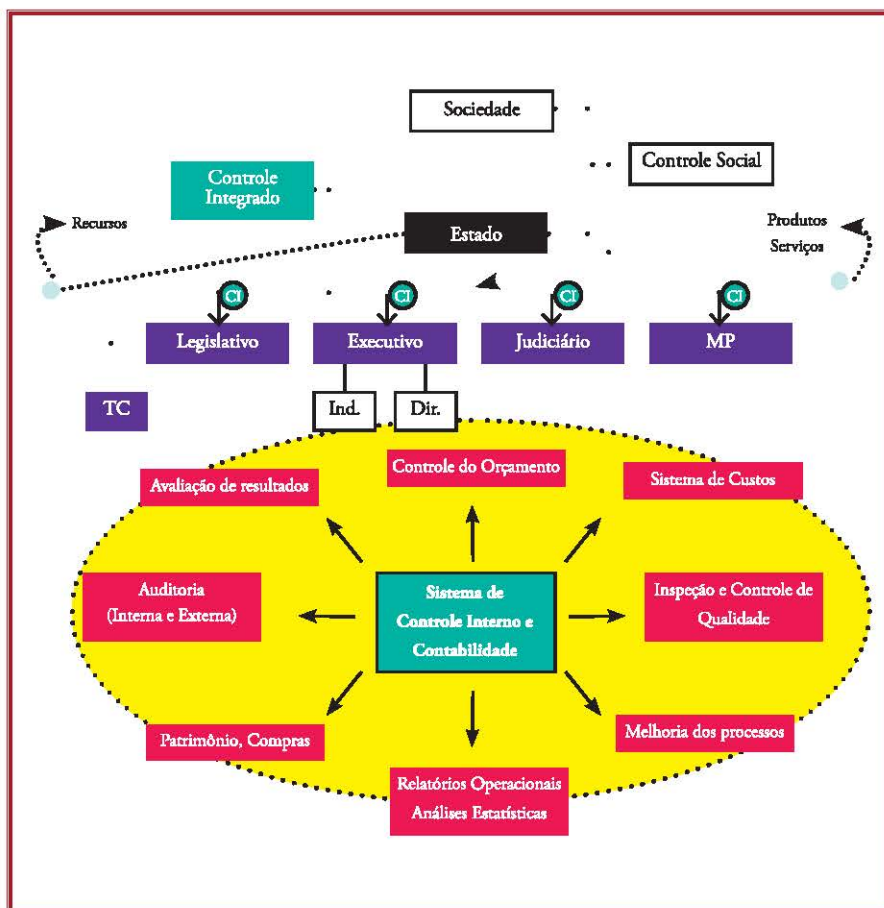 Sociedade
Controle Social
Controle
Integrado
Recursos
Estado
Produtos
Serviços
CI
CI
CI
CI
Legislativo
Executivo
Judiciário
MP
TC
Ind.
Dir.
Controle do Orçamento
Avaliação de resultados
Sistema de Custos
Auditoria
(Interna e Externa)
Sistema de
Controle Interno e
Contabilidade
Inspeção e Controle de
Qualidade
Patrimônio, Compras
Melhoria dos processos
Relatórios Operacionais
Análises Estatísticas